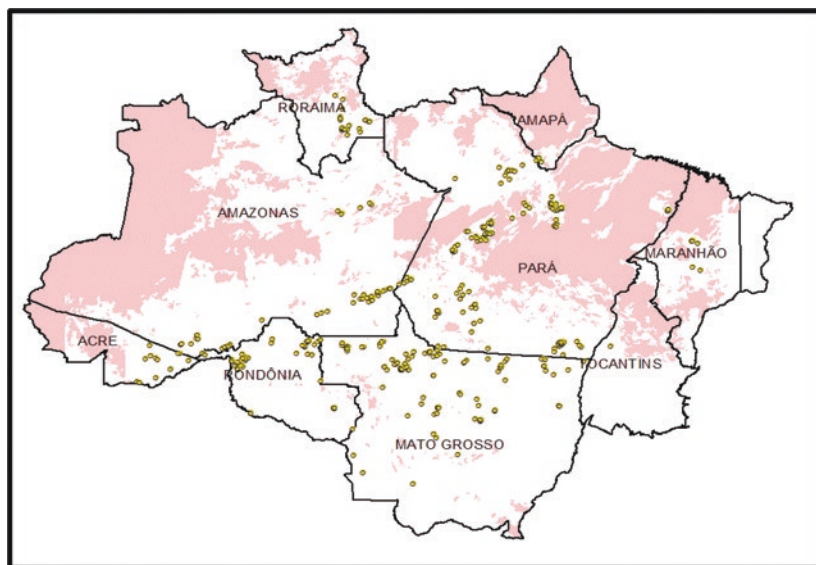 RORAIMA
AMAPÁ
AMAZONAS
MARANHÃO
PARÁ
ACRE
RONDÔNIA
TOCANTINS
MATO GROSSO